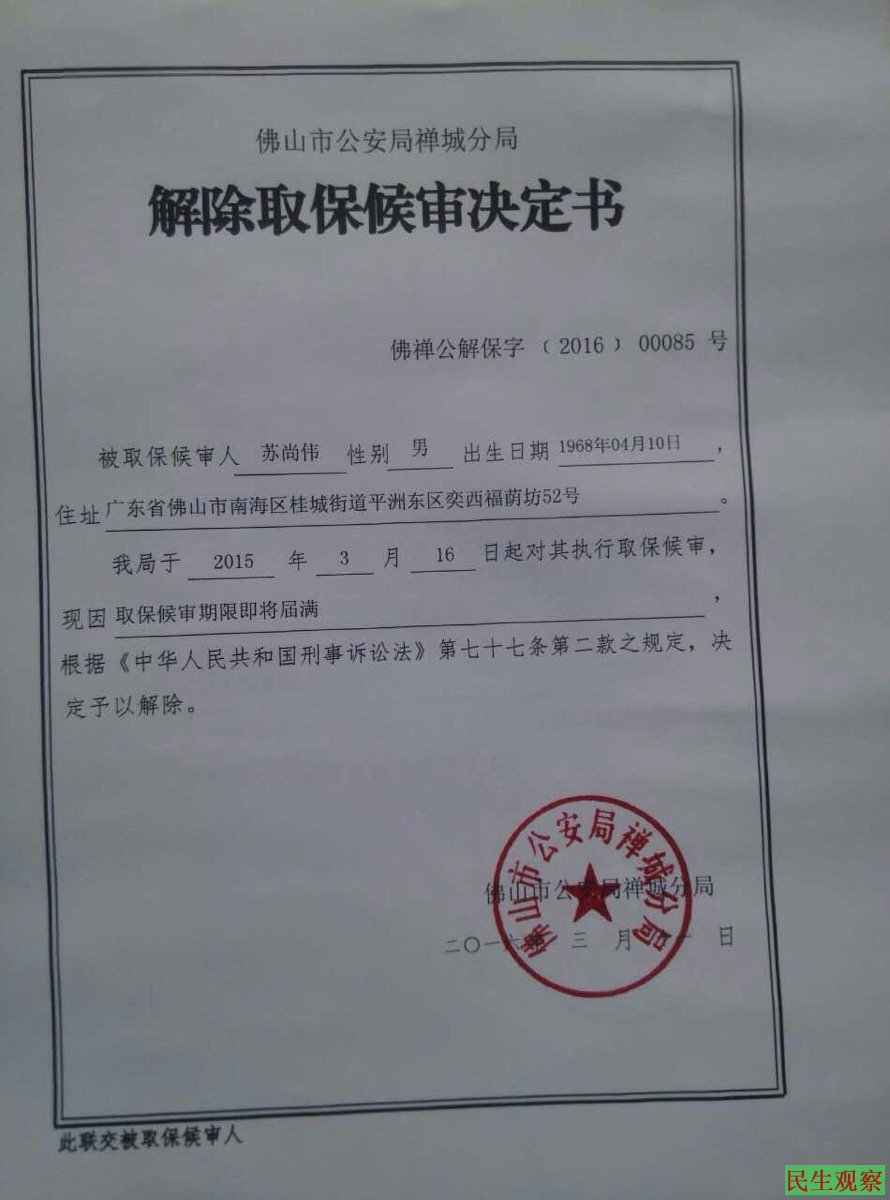 佛山市公安局禅城分局
解除取保候审决定书
佛禅公解保字﹝2016﹞00085 号
被取保候审人 苏尚伟 性别 男 出生日期 1968年04月10日，
住址 广东省佛山市南海区桂城街道平洲东区奕西福荫坊52号。
我局于 2015 年 3 月 16 日起对其执行取保候审，
现因 取保候审期限即将届满，
根据《中华人民共和国刑事诉讼法》第七十七条第二款之规定，决
定予以解除。
佛山市公安局禅城分局
佛山市公安局禅城分局
二〇一六年 三 月 日
此联交被取保候审人
民生观察